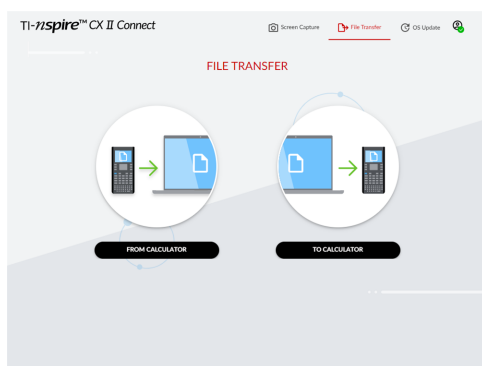 TI-nspire™ CX II Connect
Screen Capture
File Transfer
OS Update
FILE TRANSFER
FROM CALCULATOR
TO CALCULATOR